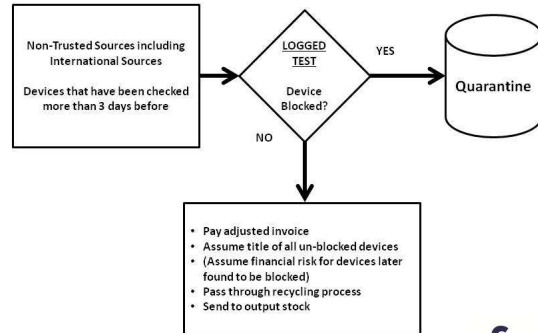 Non-Trusted Sources including
International Sources
Devices that have been checked
more than 3 days before
LOGGED
TEST
Device
Blocked?
YES
Quarantine
NO
• Pay adjusted invoice
• Assume title of all un-blocked devices
• (Assume financial risk for devices later
found to be blocked)
• Pass through recycling process
• Send to output stock